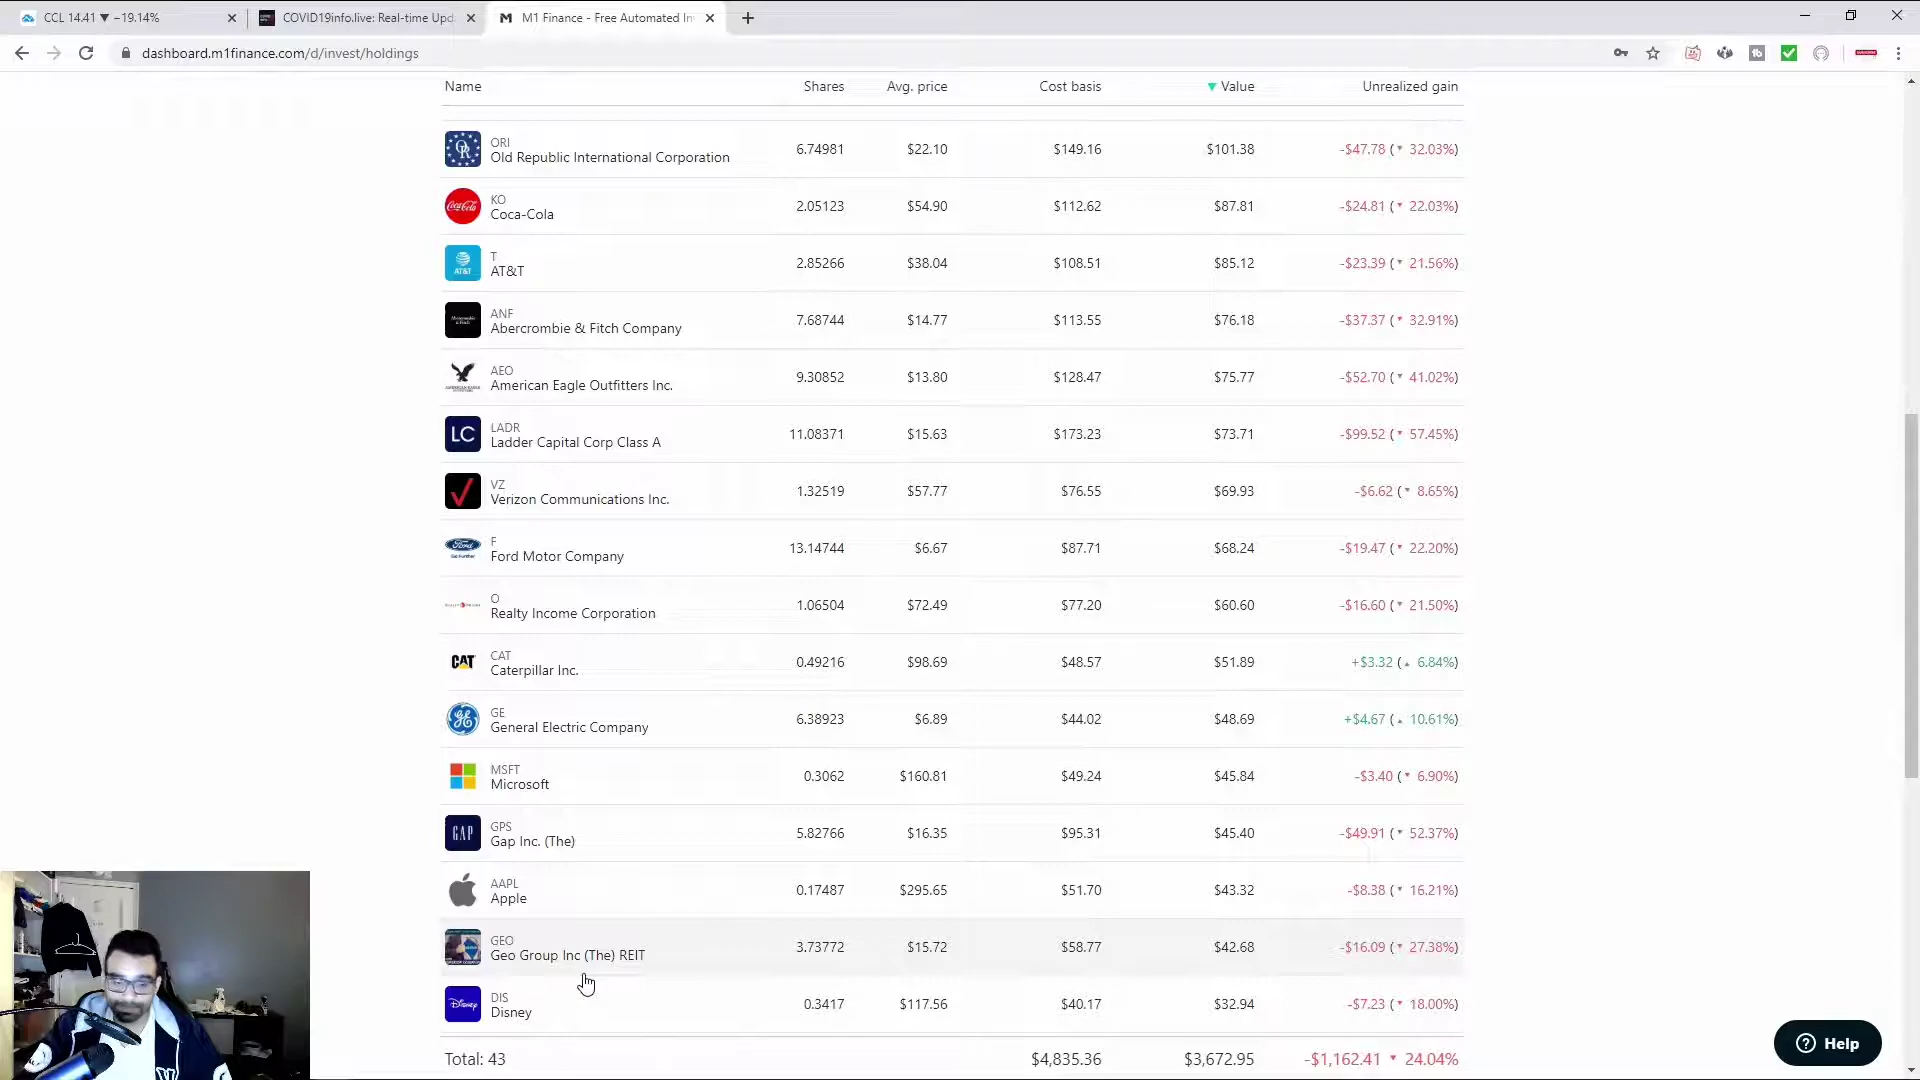 CCL 14.41 ▼ −19.14%
COVID19info.live: Real-time Upd
M1 Finance - Free Automated In
dashboard.m1finance.com/d/invest/holdings
Name Shares Avg. price Cost basis ▼ Value Unrealized gain
ORI
Old Republic International Corporation 6.74981 $22.10 $149.16 $101.38 -$47.78 (▼ 32.03%)
Coca-Cola
KO
Coca-Cola 2.05123 $54.90 $112.62 $87.81 -$24.81 (▼ 22.03%)
AT&T
T
AT&T 2.85266 $38.04 $108.51 $85.12 -$23.39 (▼ 21.56%)
ANF
Abercrombie & Fitch Company 7.68744 $14.77 $113.55 $76.18 -$37.37 (▼ 32.91%)
AEO
American Eagle Outfitters Inc. 9.30852 $13.80 $128.47 $75.77 -$52.70 (▼ 41.02%)
LC
LADR
Ladder Capital Corp Class A 11.08371 $15.63 $173.23 $73.71 -$99.52 (▼ 57.45%)
VZ
Verizon Communications Inc. 1.32519 $57.77 $76.55 $69.93 -$6.62 (▼ 8.65%)
Ford
F
Ford Motor Company 13.14744 $6.67 $87.71 $68.24 -$19.47 (▼ 22.20%)
O
Realty Income Corporation 1.06504 $72.49 $77.20 $60.60 -$16.60 (▼ 21.50%)
CAT
CAT
Caterpillar Inc. 0.49216 $98.69 $48.57 $51.89 +$3.32 (▲ 6.84%)
GE
GE
General Electric Company 6.38923 $6.89 $44.02 $48.69 +$4.67 (▲ 10.61%)
MSFT
Microsoft 0.3062 $160.81 $49.24 $45.84 -$3.40 (▼ 6.90%)
GAP
GPS
Gap Inc. (The) 5.82766 $16.35 $95.31 $45.40 -$49.91 (▼ 52.37%)
AAPL
Apple 0.17487 $295.65 $51.70 $43.32 -$8.38 (▼ 16.21%)
GEO
Geo Group Inc (The) REIT 3.73772 $15.72 $58.77 $42.68 -$16.09 (▼ 27.38%)
Disney
DIS
Disney 0.3417 $117.56 $40.17 $32.94 -$7.23 (▼ 18.00%)
Total: 43 $4,835.36 $3,672.95 -$1,162.41 ▼ 24.04%
Help